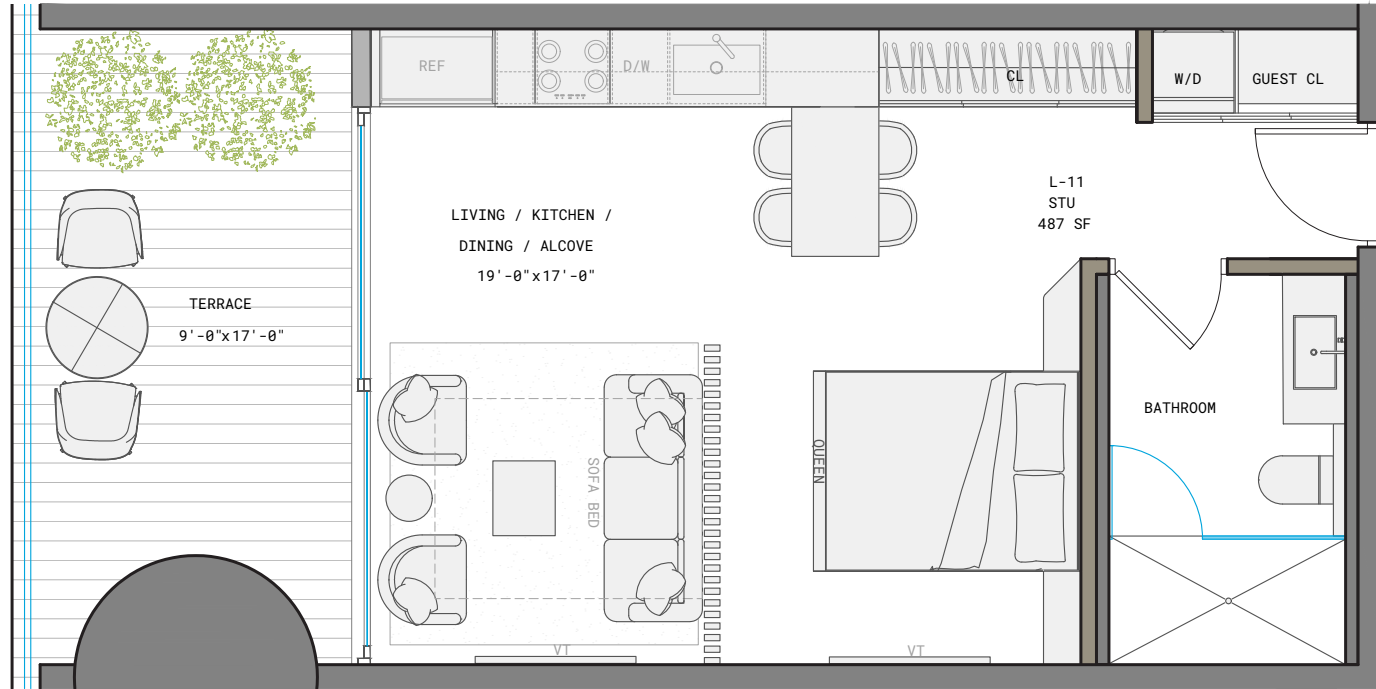 REF
D/W
CL
W/D
GUEST CL
L-11
STU
487 SF
LIVING / KITCHEN /
DINING / ALCOVE
19'-0"x17'-0"
TERRACE
9'-0"x17'-0"
BATHROOM
QUEEN
SOFA BED
VT
VT